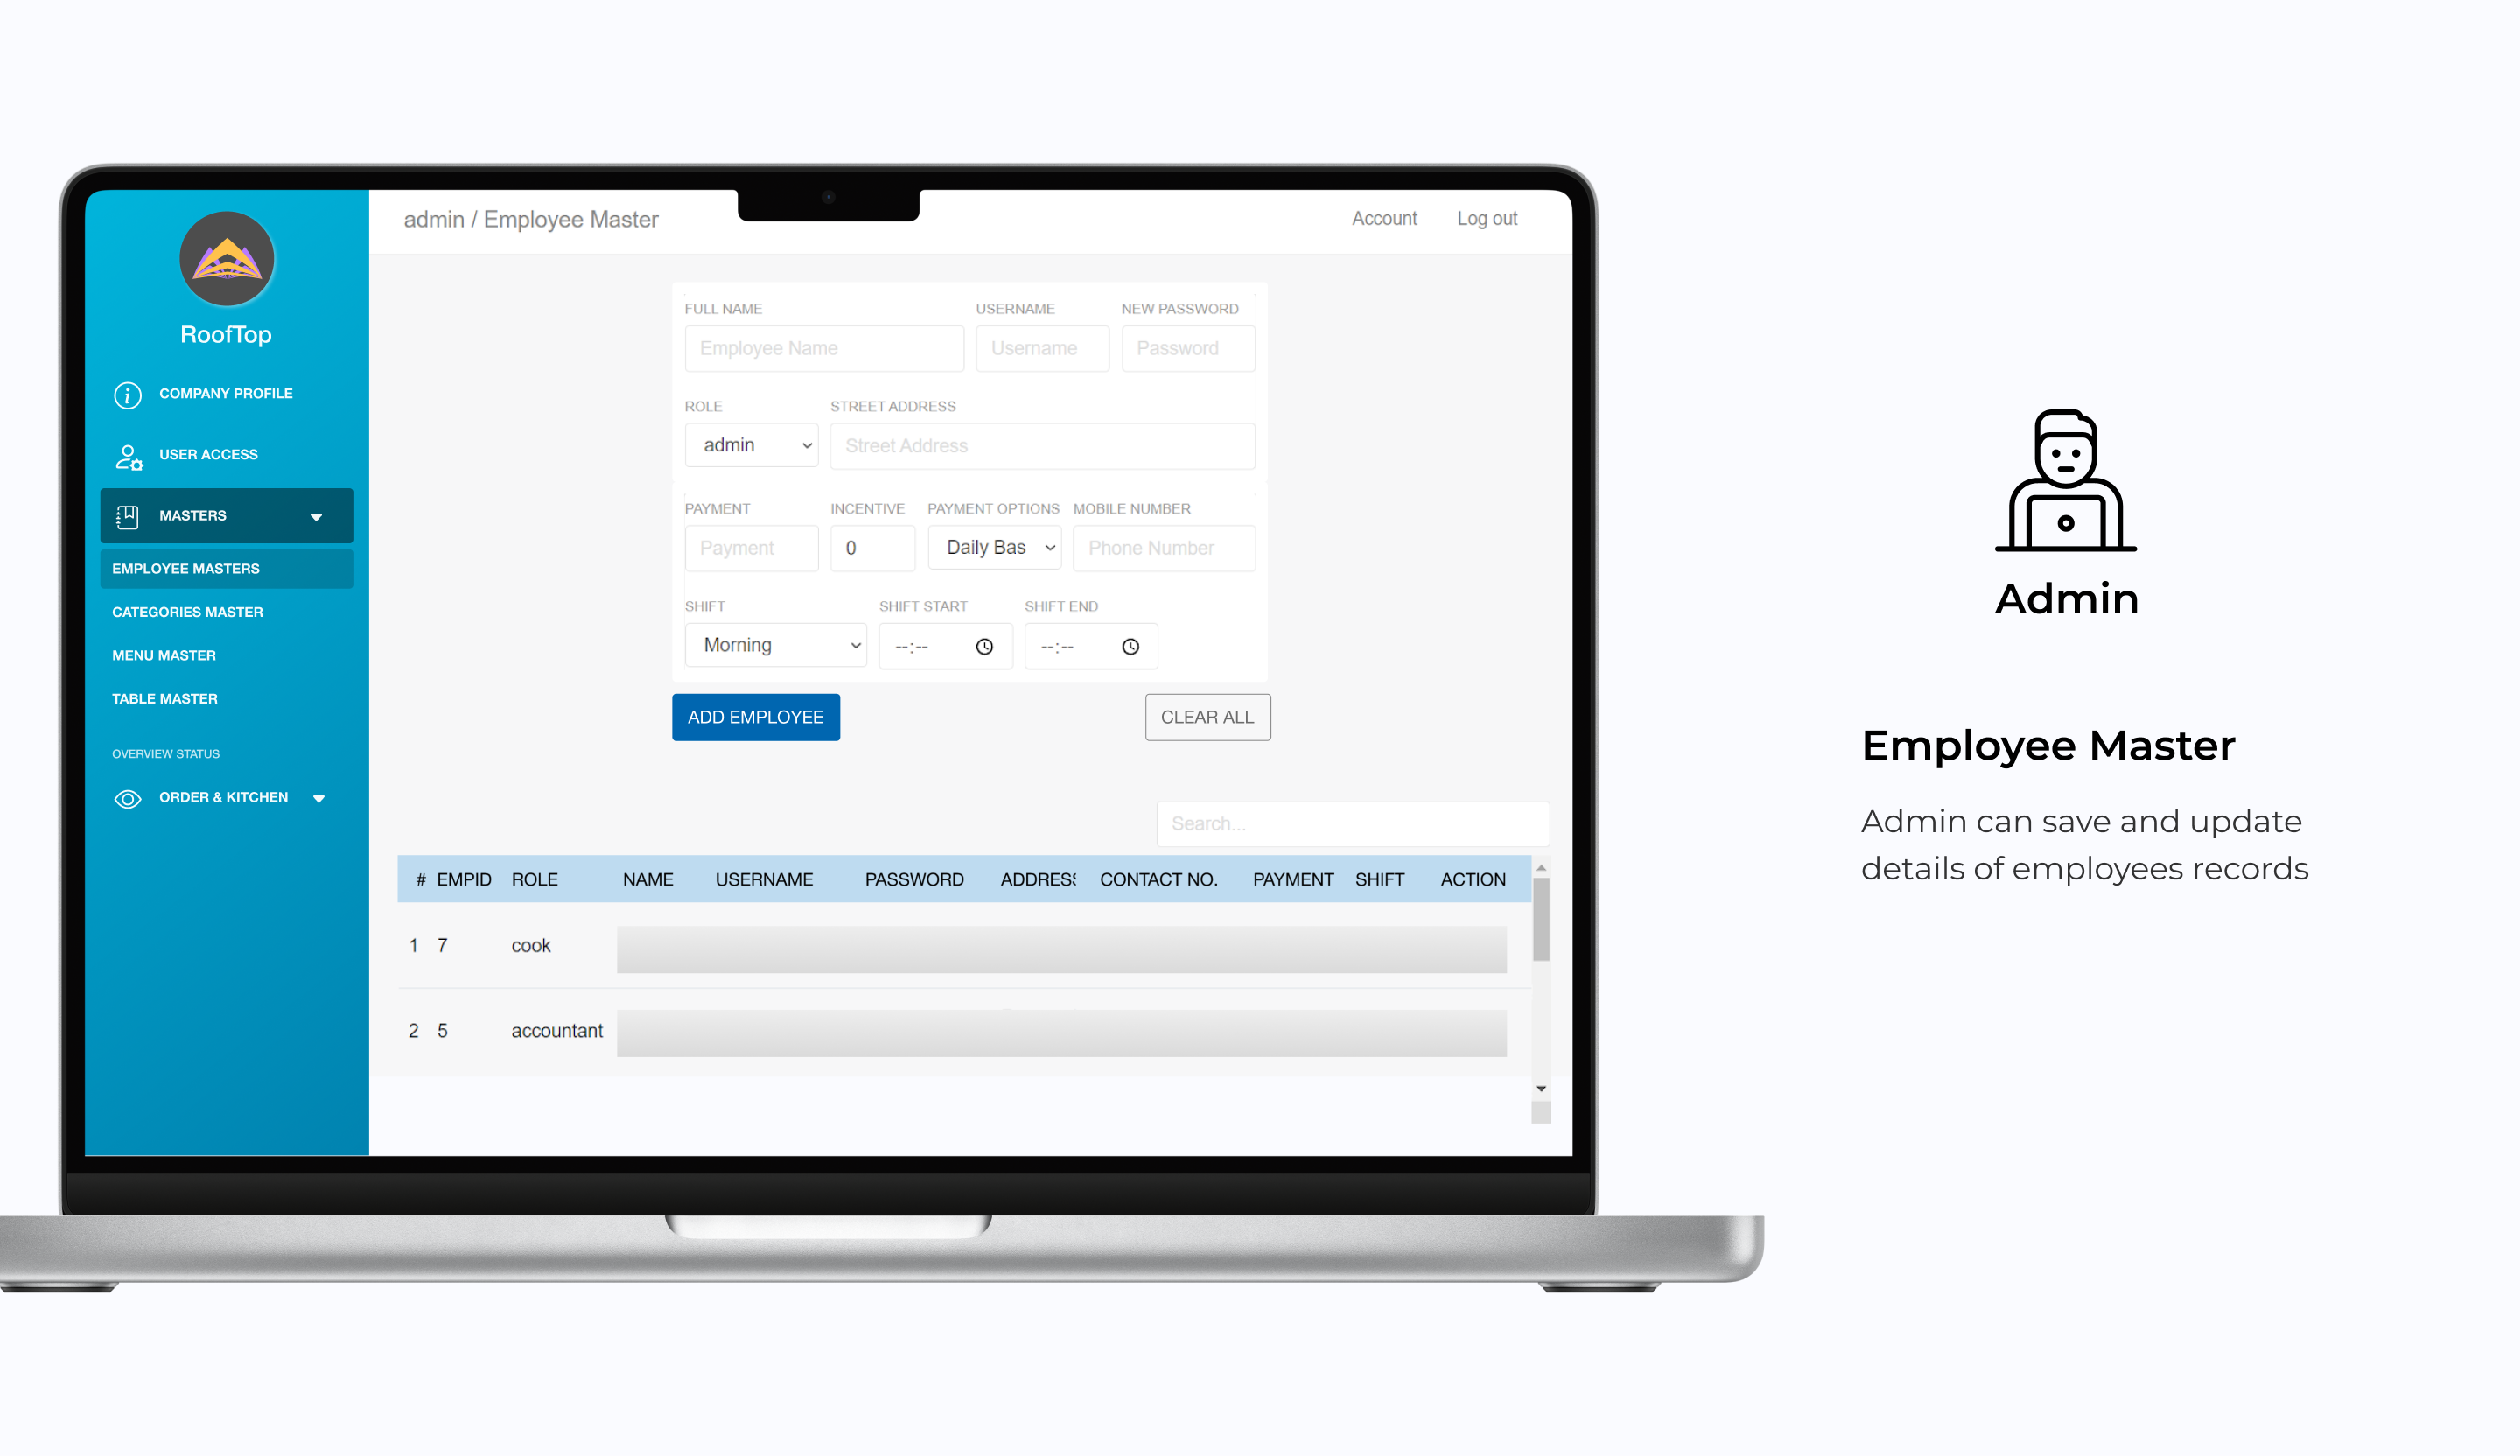 admin / Employee Master
Account
Log out
RoofTop
COMPANY PROFILE
USER ACCESS
MASTERS
EMPLOYEE MASTERS
CATEGORIES MASTER
MENU MASTER
TABLE MASTER
OVERVIEW STATUS
ORDER & KITCHEN
FULL NAME USERNAME NEW PASSWORD
Employee Name Username Password
ROLE STREET ADDRESS
admin Street Address
PAYMENT INCENTIVE PAYMENT OPTIONS MOBILE NUMBER
Payment 0 Daily Bas Phone Number
SHIFT SHIFT START SHIFT END
Morning --:-- --:--
ADD EMPLOYEE CLEAR ALL
Search...
# EMPID ROLE NAME USERNAME PASSWORD ADDRESS CONTACT NO. PAYMENT SHIFT ACTION
1 7 cook
2 5 accountant
Admin
Employee Master
Admin can save and update
details of employees records